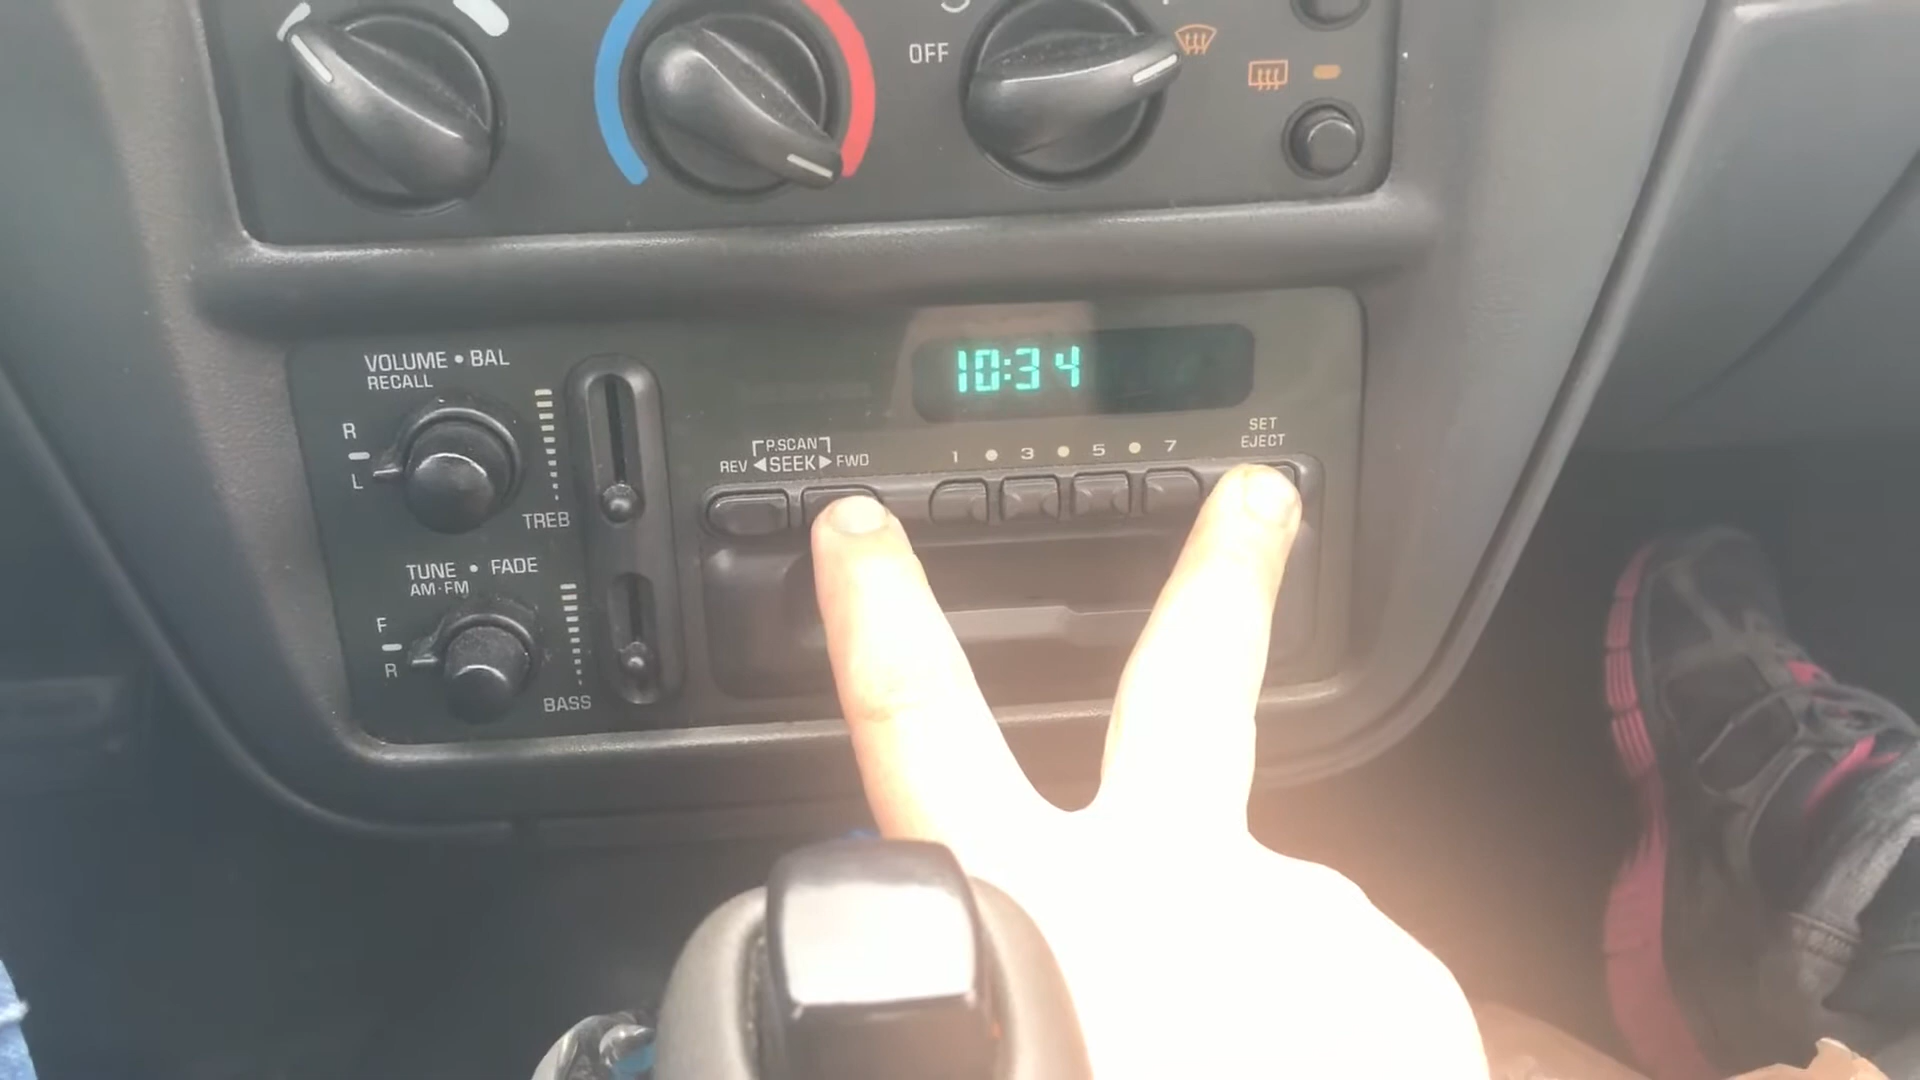 OFF
VOLUME • BAL
RECALL
R
L
TREB
TUNE • FADE
AM•FM
F
R
BASS
10:34
P.SCAN
REV ◀SEEK▶ FWD
1 • 3 • 5 • 7
SET
EJECT